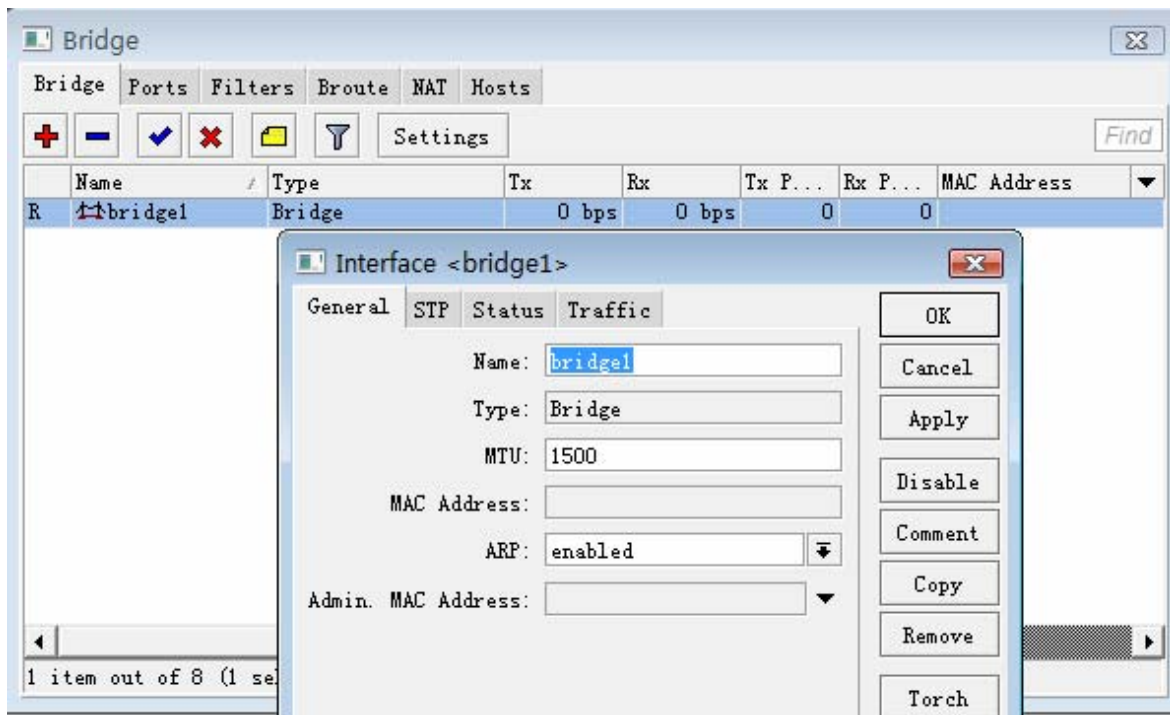 Bridge
Bridge Ports Filters Broute NAT Hosts
Settings Find
Name Type Tx Rx Tx P... Rx P... MAC Address
R bridge1 Bridge 0 bps 0 bps 0 0
Interface <bridge1>
General STP Status Traffic
OK
Name: bridge1
Cancel
Type: Bridge
Apply
MTU: 1500
Disable
MAC Address:
Comment
ARP: enabled
Copy
Admin. MAC Address:
Remove
1 item out of 8 (1 sel
Torch